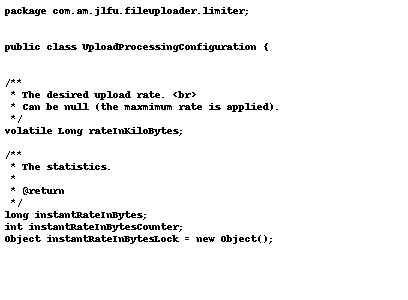 package com.am.jlfu.fileuploader.limiter;
public class UploadProcessingConfiguration {
/**
* The desired upload rate. <br>
* Can be null (the maxmimum rate is applied).
*/
volatile Long rateInKiloBytes;
/**
* The statistics.
*
* @return
*/
long instantRateInBytes;
int instantRateInBytesCounter;
Object instantRateInBytesLock = new Object();